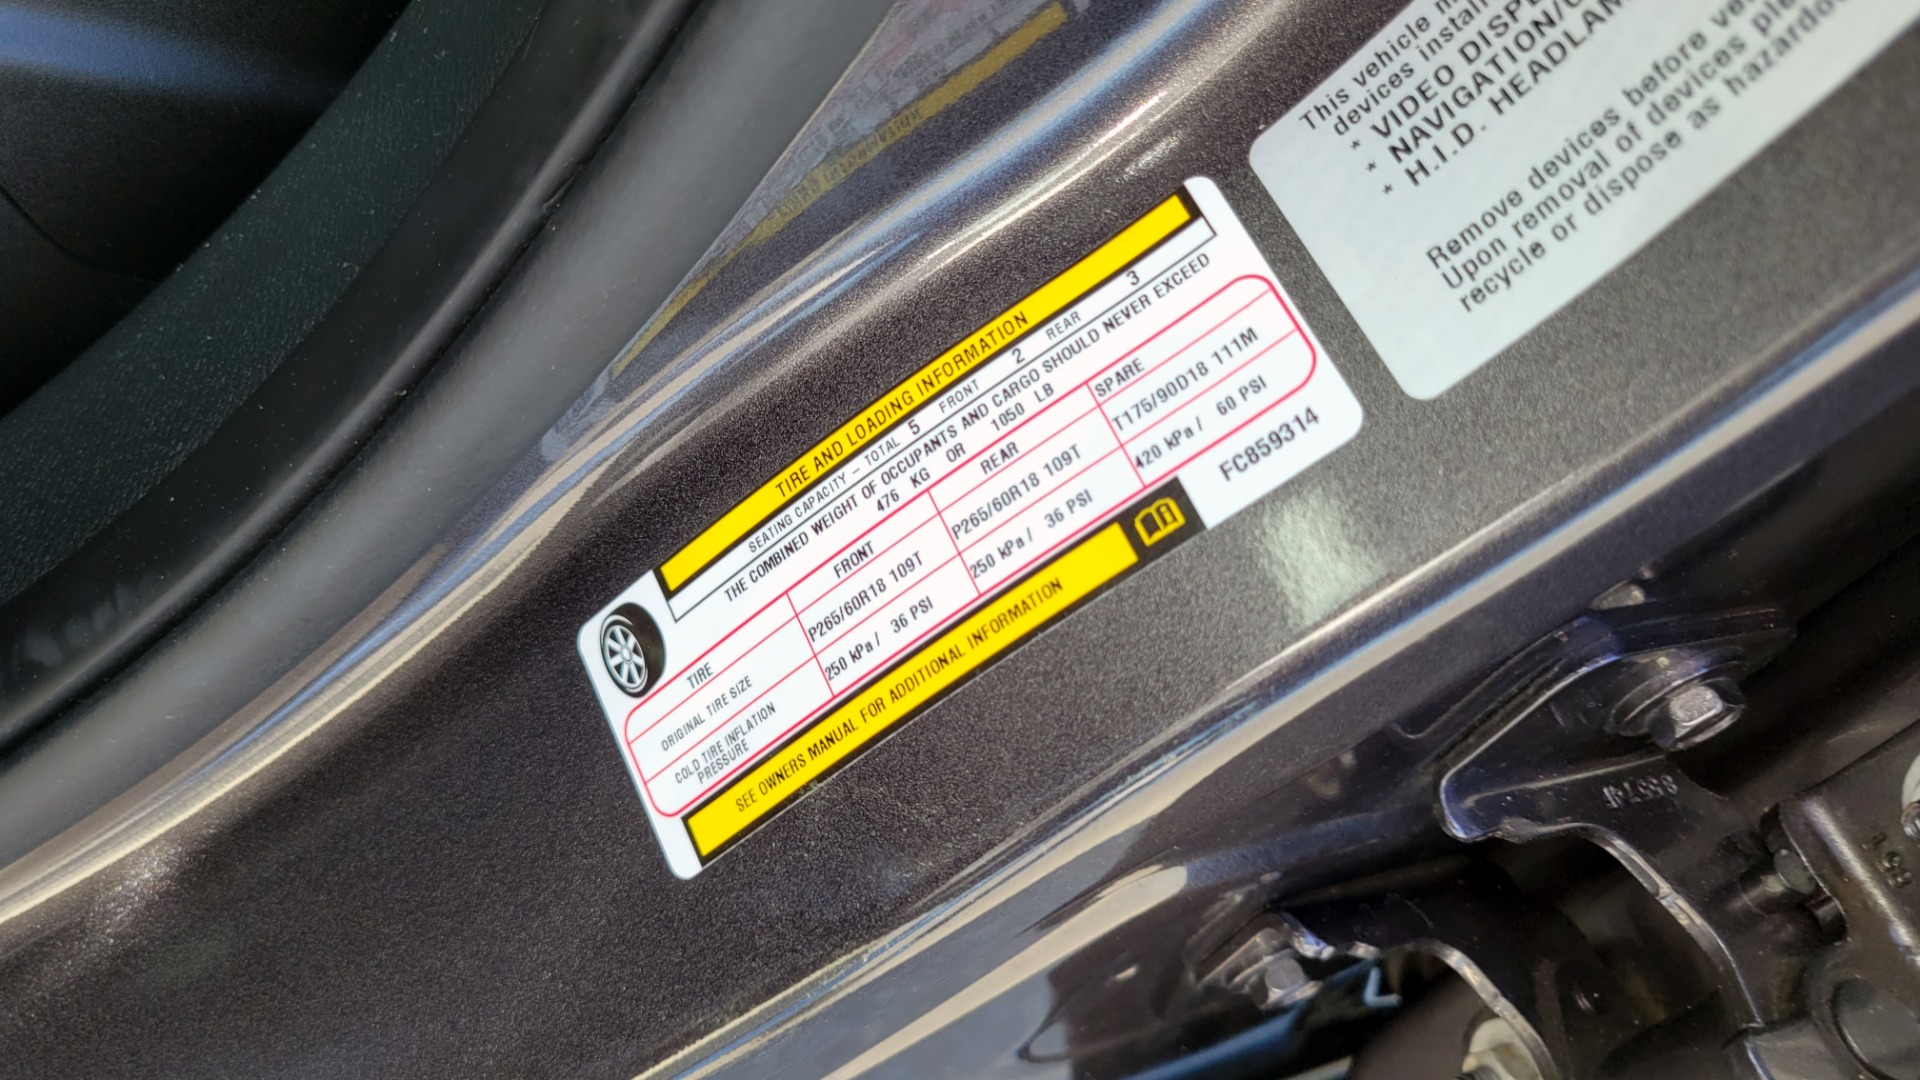 TIRE AND LOADING INFORMATION
SEATING CAPACITY – TOTAL 5 FRONT 2 REAR 3
THE COMBINED WEIGHT OF OCCUPANTS AND CARGO SHOULD NEVER EXCEED
476 KG OR 1050 LB
TIRE FRONT REAR SPARE
ORIGINAL TIRE SIZE P265/60R18 109T P265/60R18 109T T175/90D18 111M
COLD TIRE INFLATION PRESSURE 250 kPa / 36 PSI 250 kPa / 36 PSI 420 kPa / 60 PSI
SEE OWNERS MANUAL FOR ADDITIONAL INFORMATION
FC859314
This vehicle
devices
* VIDEO
* NAVIGATION/
* H.I.D.
Remove devices before
Upon removal of devices
recycle or dispose as